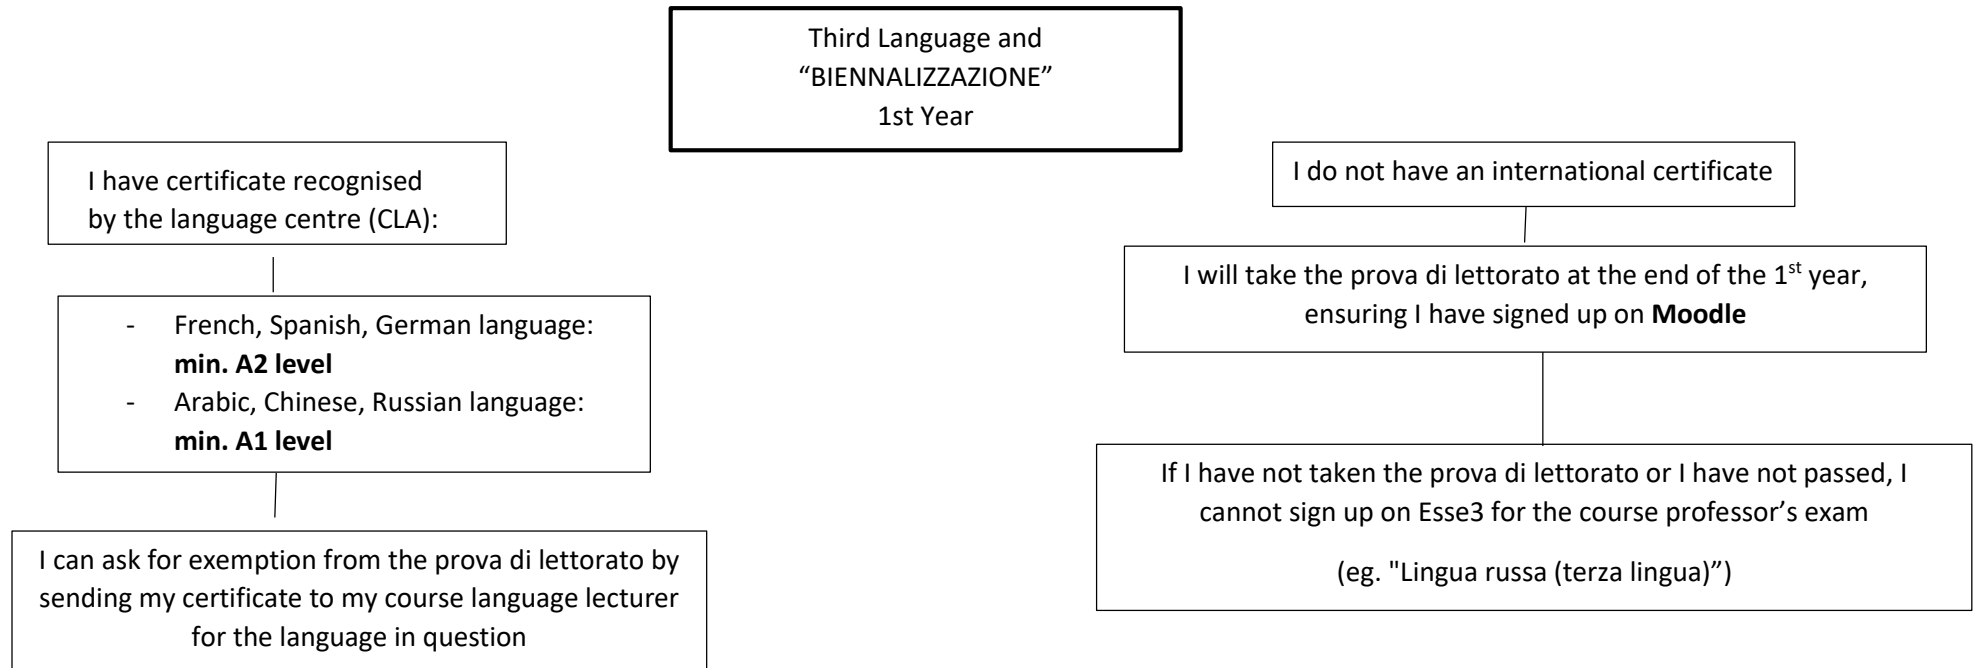 Third Language and
“BIENNALIZZAZIONE”
1st Year
I have certificate recognised
by the language centre (CLA):
- French, Spanish, German language:
min. A2 level
- Arabic, Chinese, Russian language:
min. A1 level
I can ask for exemption from the prova di lettorato by
sending my certificate to my course language lecturer
for the language in question
I do not have an international certificate
I will take the prova di lettorato at the end of the 1st year,
ensuring I have signed up on Moodle
If I have not taken the prova di lettorato or I have not passed, I
cannot sign up on Esse3 for the course professor’s exam
(eg. "Lingua russa (terza lingua)”)